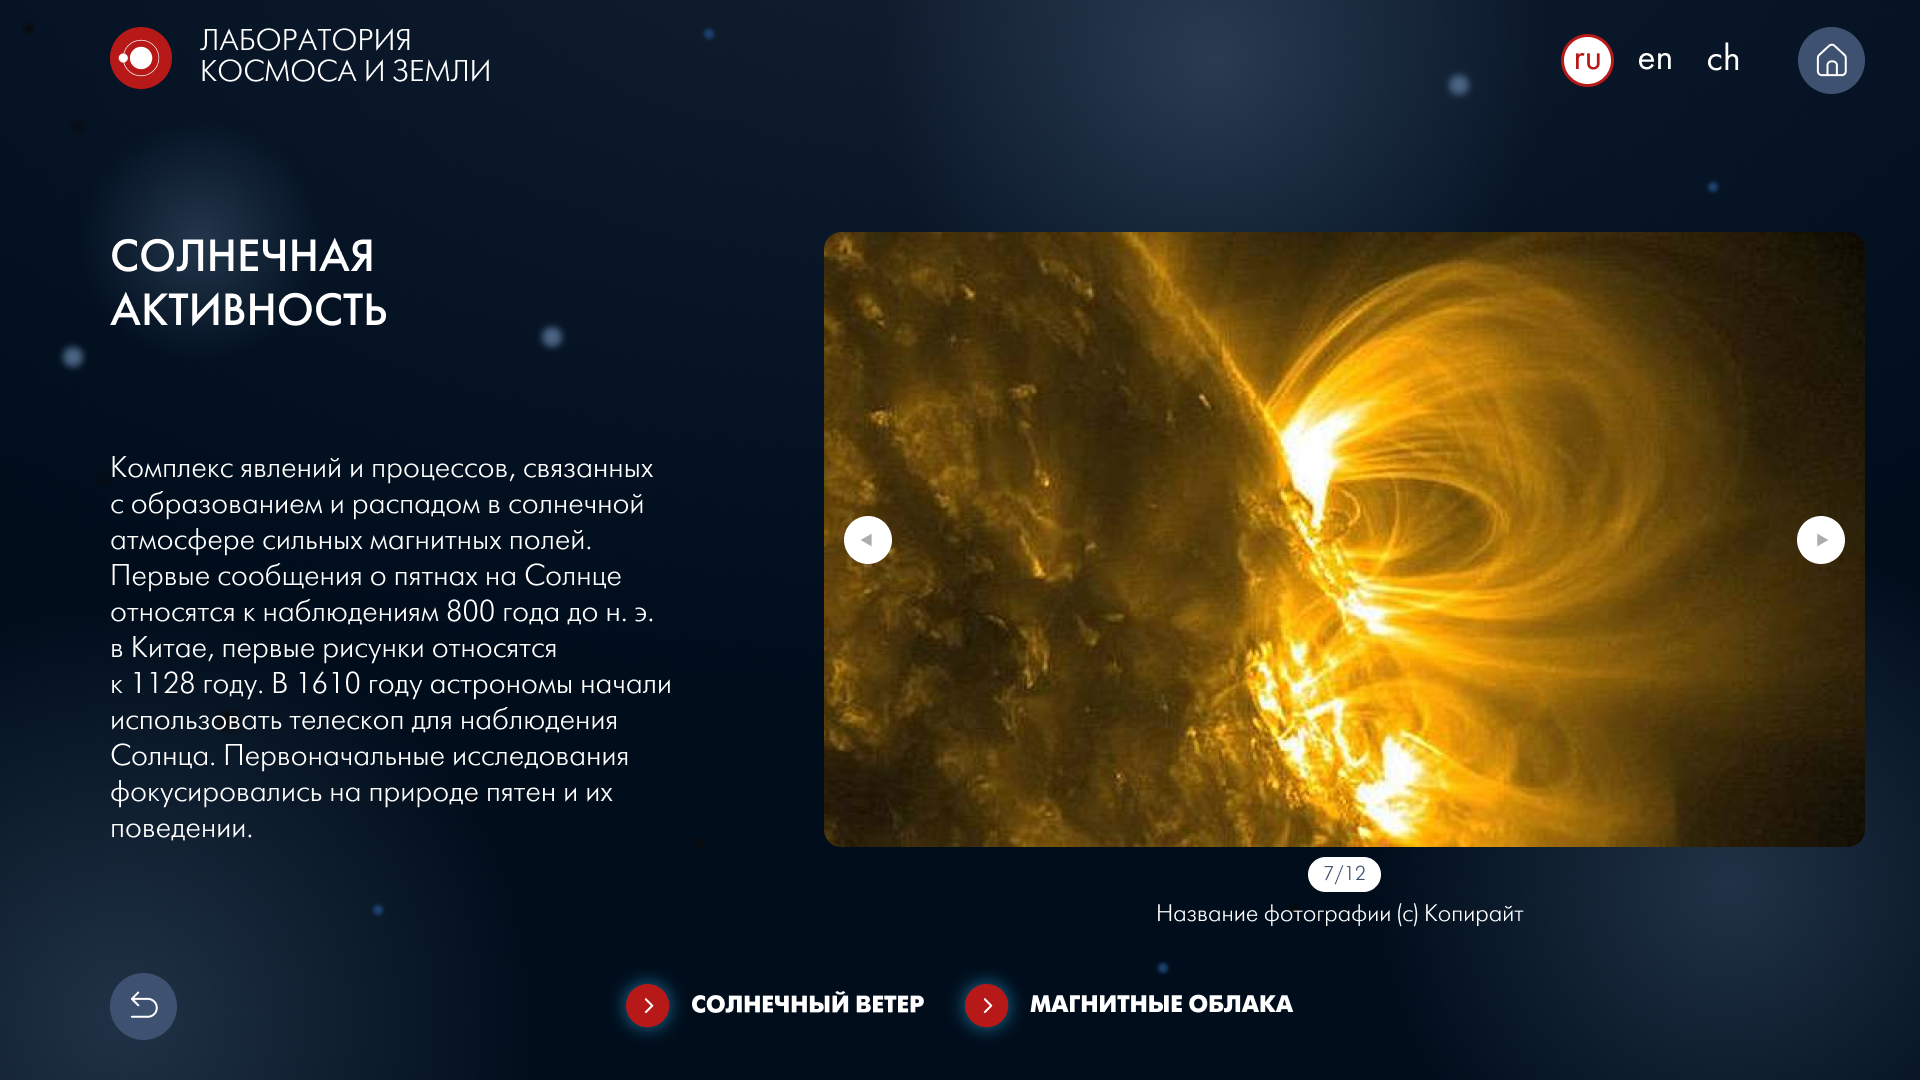 ЛАБОРАТОРИЯ
КОСМОСА И ЗЕМЛИ
ru en ch
СОЛНЕЧНАЯ
АКТИВНОСТЬ
Комплекс явлений и процессов, связанных
с образованием и распадом в солнечной
атмосфере сильных магнитных полей.
Первые сообщения о пятнах на Солнце
относятся к наблюдениям 800 года до н. э.
в Китае, первые рисунки относятся
к 1128 году. В 1610 году астрономы начали
использовать телескоп для наблюдения
Солнца. Первоначальные исследования
фокусировались на природе пятен и их
поведении.
7/12
Название фотографии (с) Копирайт
СОЛНЕЧНЫЙ ВЕТЕР
МАГНИТНЫЕ ОБЛАКА